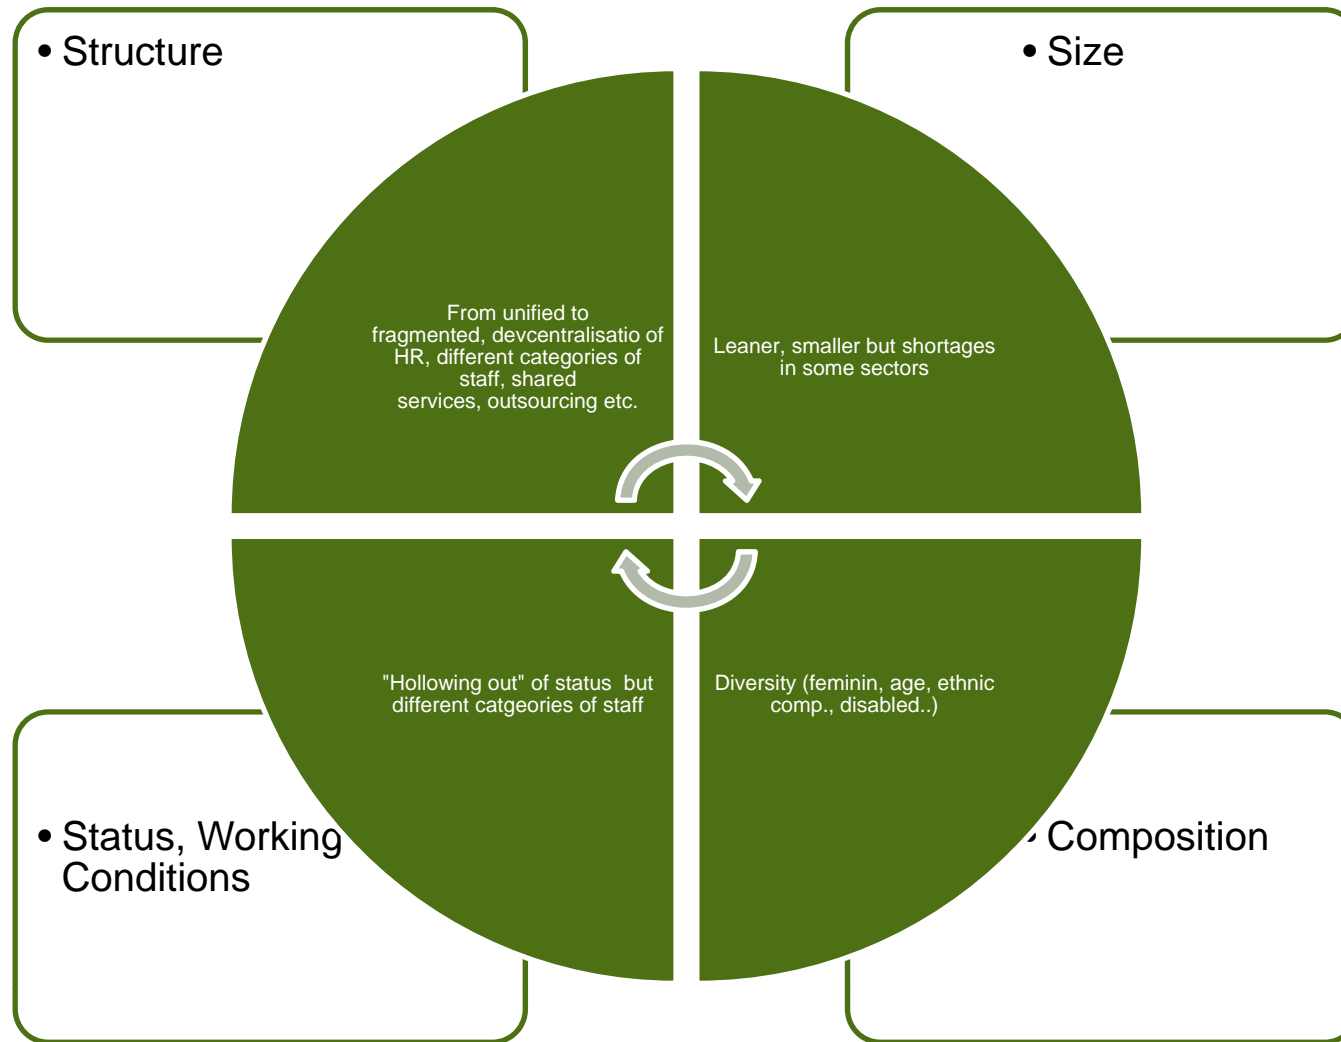 • Structure
• Size
From unified to
fragmented, devcentralisatio of
HR, different categories of
staff, shared
services, outsourcing etc.
Leaner, smaller but shortages
in some sectors
"Hollowing out" of status  but
different catgeories of staff
Diversity (feminin, age, ethnic
comp., disabled..)
• Status, Working
Conditions
• Composition